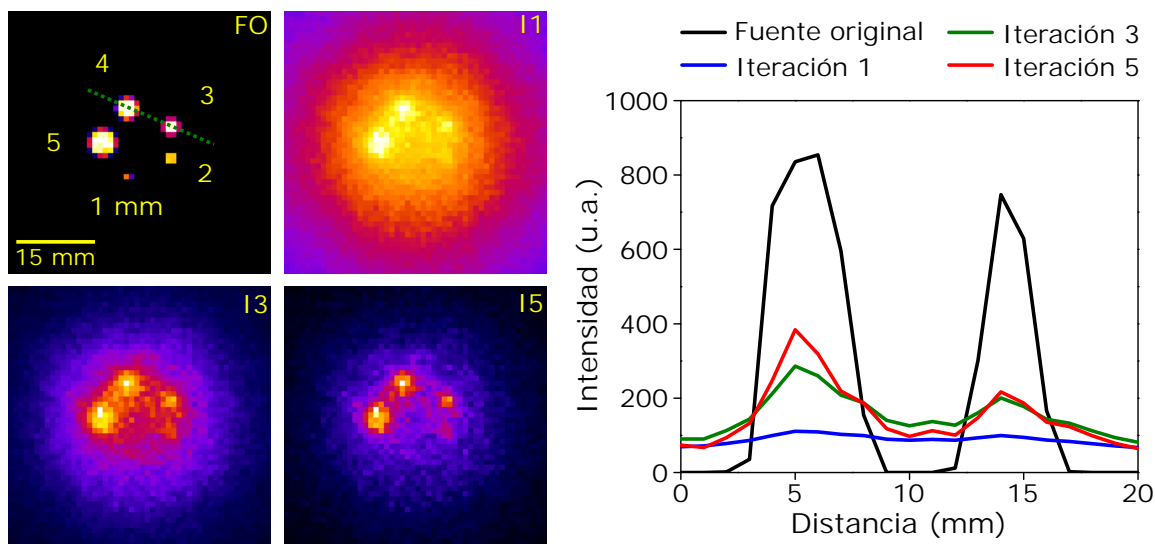 FO
4
3
5
2
1 mm
15 mm
I1
I3
I5
Fuente original
Iteración 1
Iteración 3
Iteración 5
Intensidad (u.a.)
1000
800
600
400
200
0
0 5 10 15 20
Distancia (mm)